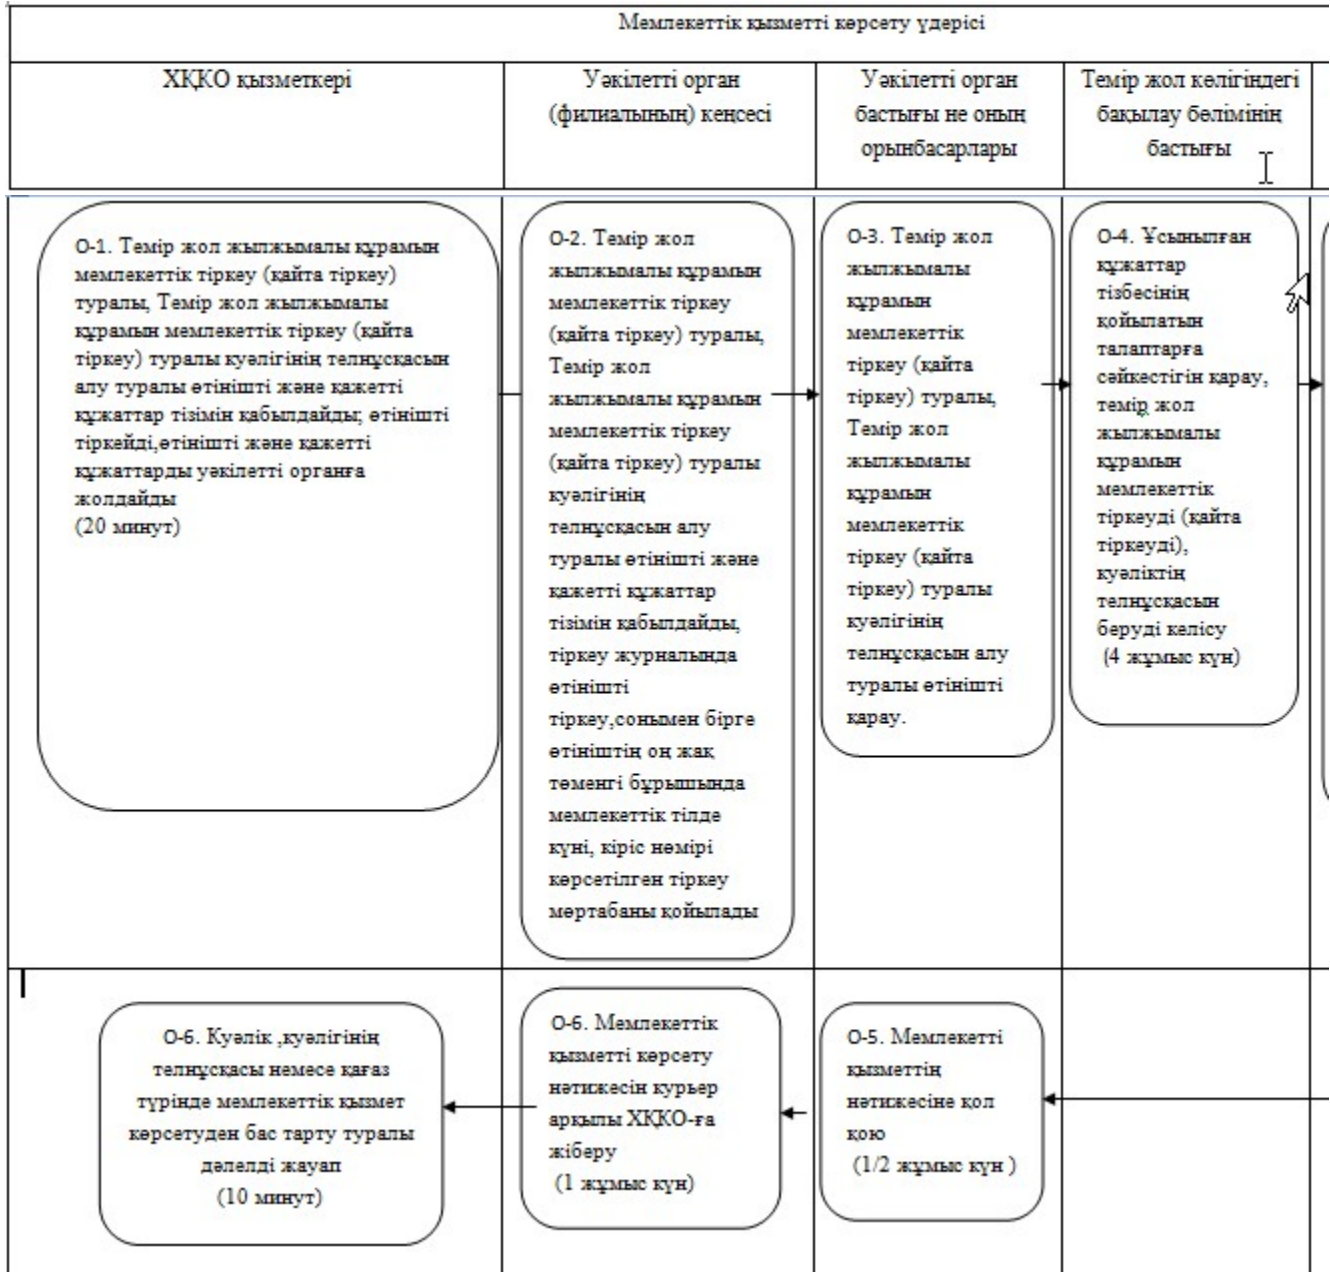 Мемлекеттік қызметті көрсету үдерісі
ХҚКО қызметкері
Уәкілетті орган
(филиалының) кеңсесі
Уәкілетті орган
бастығы не оның
орынбасарлары
Темір жол көлігіндегі
бақылау бөлімінің
бастығы
О-1. Темір жол жылжымалы құрамын
мемлекеттік тіркеу (қайта тіркеу)
туралы, Темір жол жылжымалы
құрамын мемлекеттік тіркеу (қайта
тіркеу) туралы куәлігінің телнұсқасын
алу туралы өтінішті және қажетті
құжаттар тізімін қабылдайды; өтінішті
тіркейді,өтінішті және қажетті
құжаттарды уәкілетті органға
жолдайды
(20 минут)
О-2. Темір жол
жылжымалы құрамын
мемлекеттік тіркеу
(қайта тіркеу) туралы,
Темір жол
жылжымалы құрамын
мемлекеттік тіркеу
(қайта тіркеу) туралы
куәлігінің
телнұсқасын алу
туралы өтінішті және
қажетті құжаттар
тізімін қабылдайды,
тіркеу журналында
өтінішті
тіркеу,сонымен бірге
өтініштің оң жақ
төменгі бұрышында
мемлекеттік тілде
күні, кіріс нөмірі
көрсетілген тіркеу
мөртабаны қойылады
О-3. Темір жол
жылжымалы
құрамын
мемлекеттік
тіркеу (қайта
тіркеу) туралы,
Темір жол
жылжымалы
құрамын
мемлекеттік
тіркеу (қайта
тіркеу) туралы
куәлігінің
телнұсқасын алу
туралы өтінішті
қарау.
О-4. Ұсынылған
құжаттар
тізбесінің
қойылатын
талаптарға
сәйкестігін қарау,
темір жол
жылжымалы
құрамын
мемлекеттік
тіркеуді (қайта
тіркеуді),
куәліктің
телнұсқасын
беруді келісу
(4 жұмыс күн)
О-6. Куәлік ,куәлігінің
телнұсқасы немесе қағаз
түрінде мемлекеттік қызмет
көрсетуден бас тарту туралы
дәлелді жауап
(10 минут)
О-6. Мемлекеттік
қызметті көрсету
нәтижесін курьер
арқылы ХҚКО-ға
жіберу
(1 жұмыс күн)
О-5. Мемлекетті
қызметтің
нәтижесіне қол
қою
(1/2 жұмыс күн )